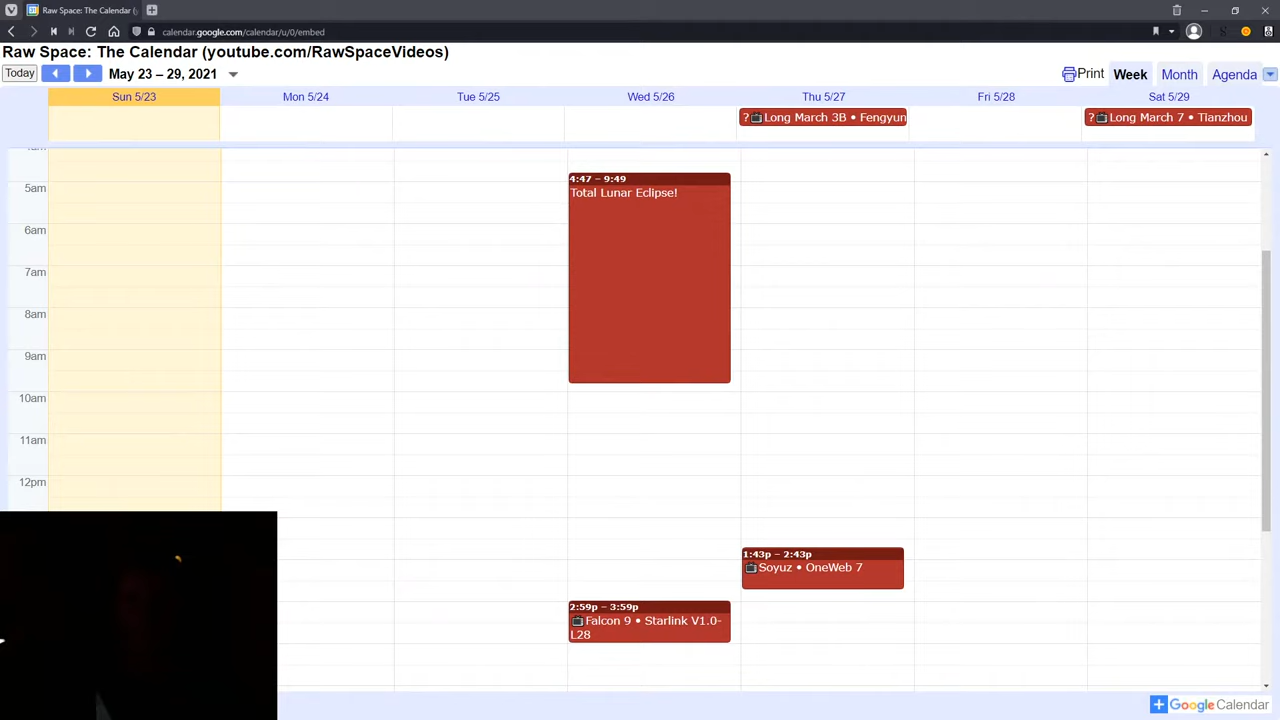 Raw Space: The Calendar (
calendar.google.com/calendar/u/0/embed
Raw Space: The Calendar (youtube.com/RawSpaceVideos)
Today
May 23 – 29, 2021
Print
Week
Month
Agenda
Sun 5/23
Mon 5/24
Tue 5/25
Wed 5/26
Thu 5/27
Fri 5/28
Sat 5/29
?📺Long March 3B • Fengyun
?📺Long March 7 • Tianzhou
5am
6am
7am
8am
9am
10am
11am
12pm
4:47 – 9:49
Total Lunar Eclipse!
1:43p – 2:43p
📺Soyuz • OneWeb 7
2:59p – 3:59p
📺Falcon 9 • Starlink V1.0-
L28
Google Calendar